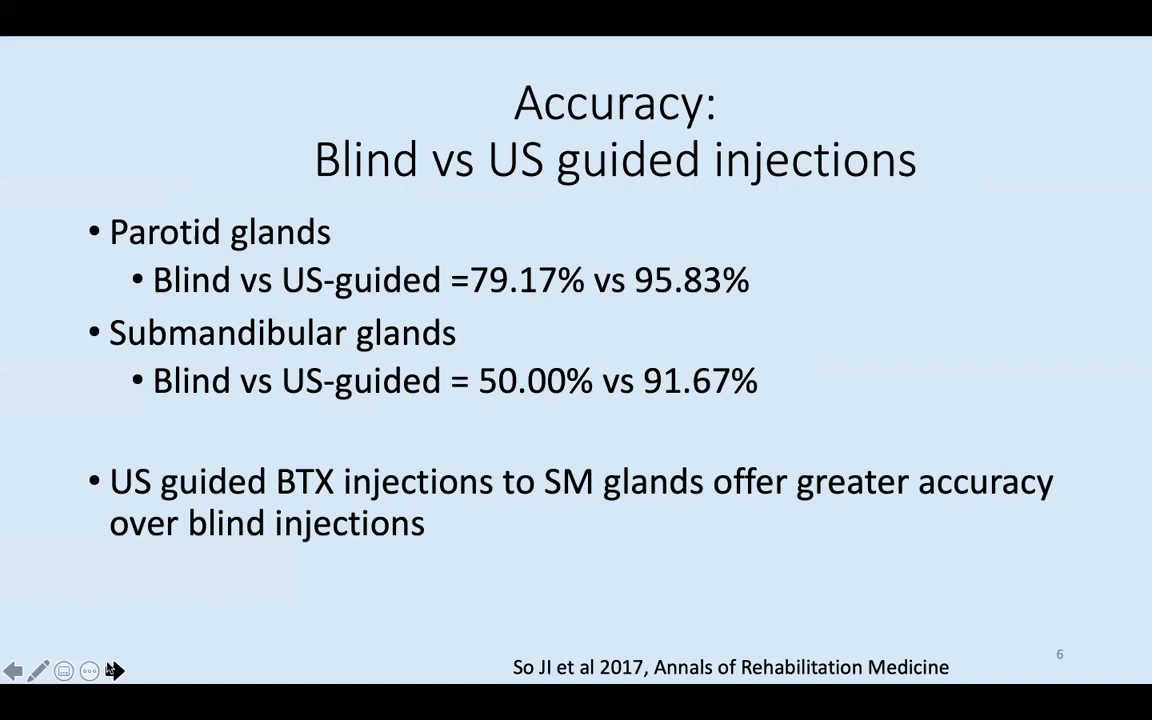 Accuracy:
Blind vs US guided injections
• Parotid glands
• Blind vs US-guided =79.17% vs 95.83%
• Submandibular glands
• Blind vs US-guided = 50.00% vs 91.67%
• US guided BTX injections to SM glands offer greater accuracy
over blind injections
So JI et al 2017, Annals of Rehabilitation Medicine
6